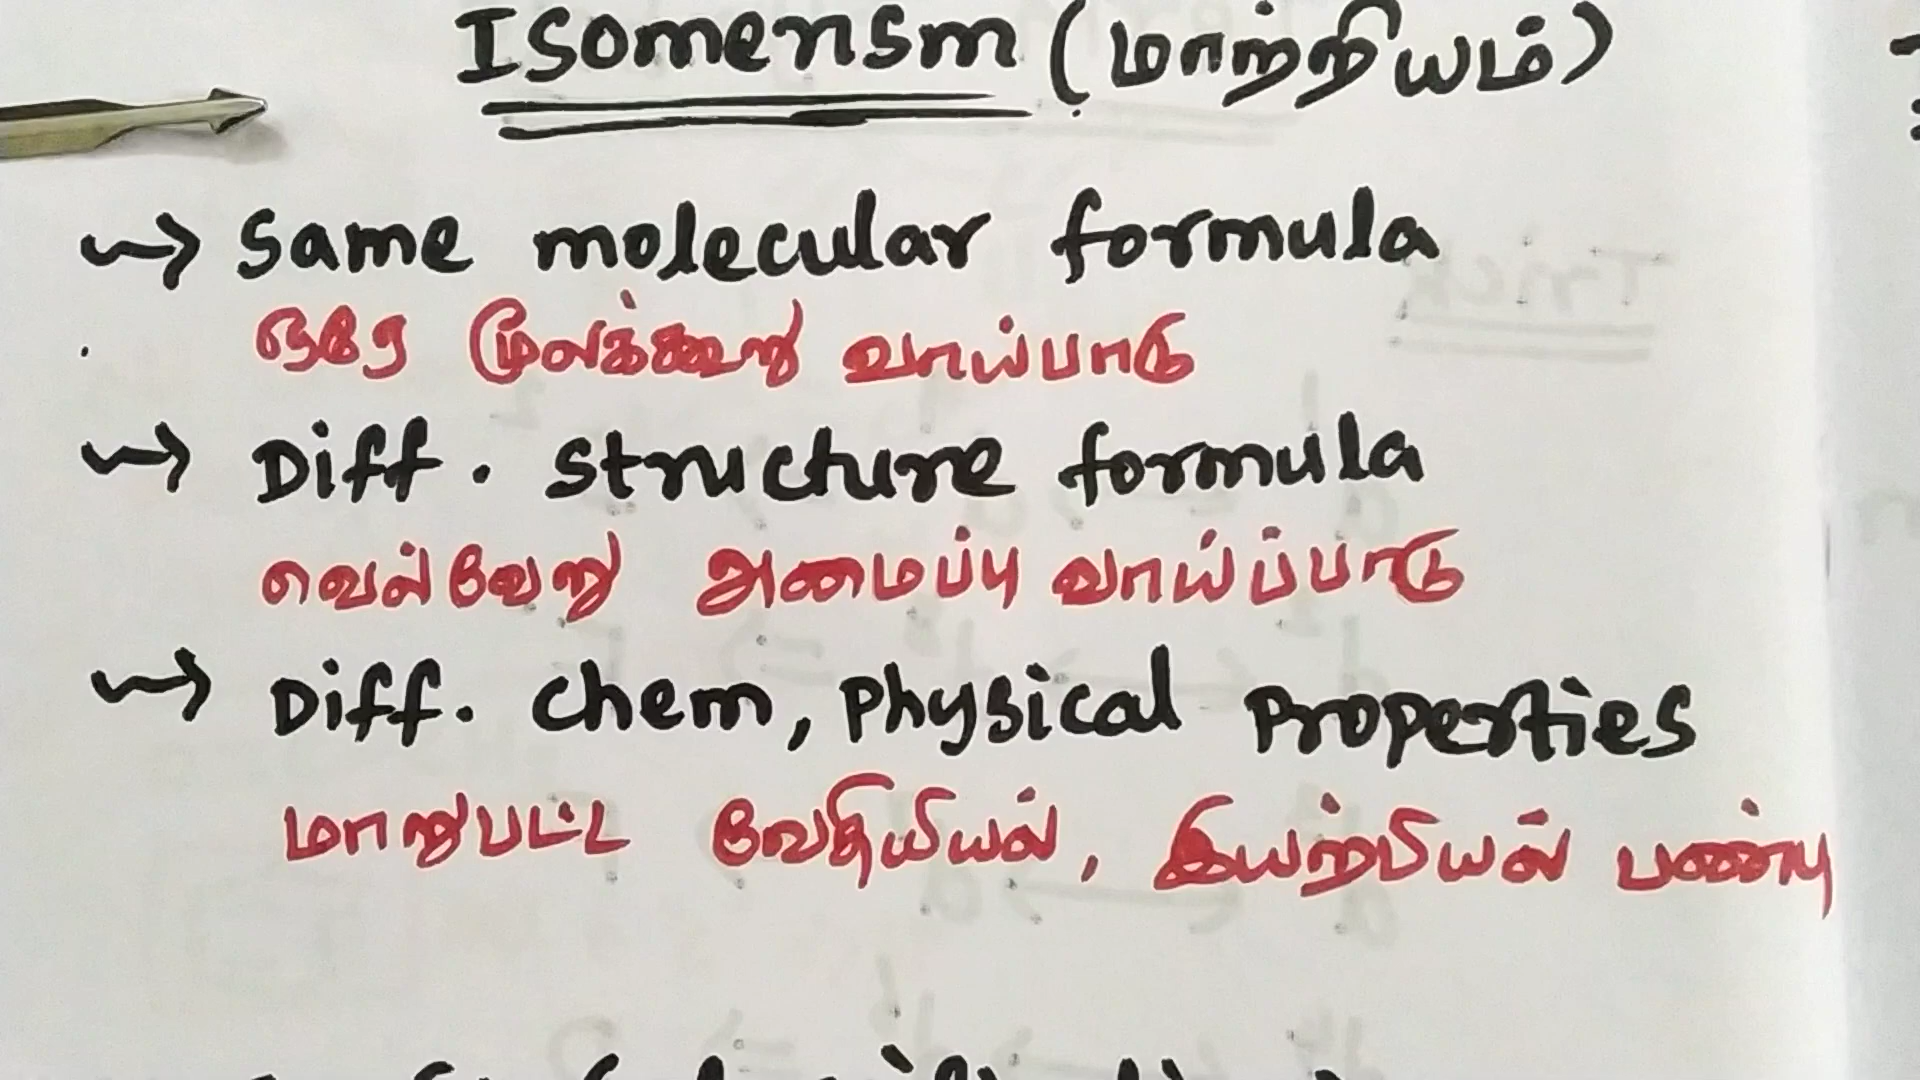 Isomerism (மாற்றியம்)
→ Same molecular formula
ஒரே மூலக்கூறு வாய்பாடு
→ Diff. structure formula
வெவ்வேறு அமைப்பு வாய்ப்பாடு
→ Diff. chem, physical properties
மாறுபட்ட வேதியியல், இயற்பியல் பண்பு